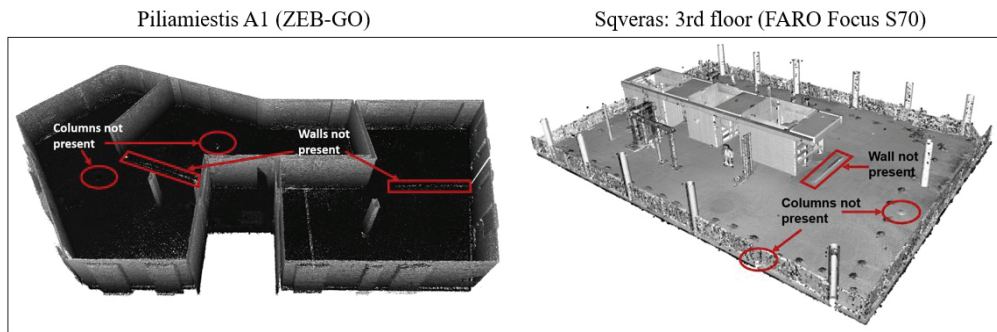 Piliamiestis A1 (ZEB-GO)
Sqveras: 3rd floor (FARO Focus S70)
Columns not
present
Walls not
present
Wall not
present
Columns not
present